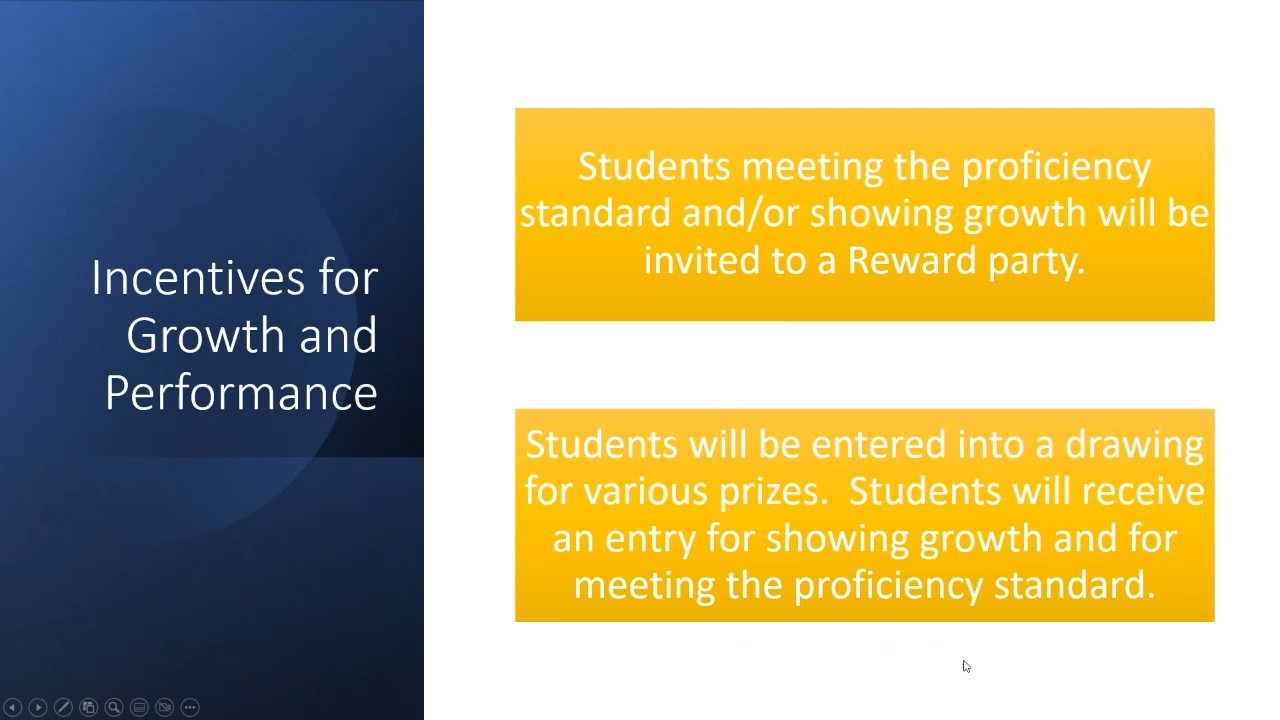 Incentives for
Growth and
Performance
Students meeting the proficiency
standard and/or showing growth will be
invited to a Reward party.
Students will be entered into a drawing
for various prizes.  Students will receive
an entry for showing growth and for
meeting the proficiency standard.